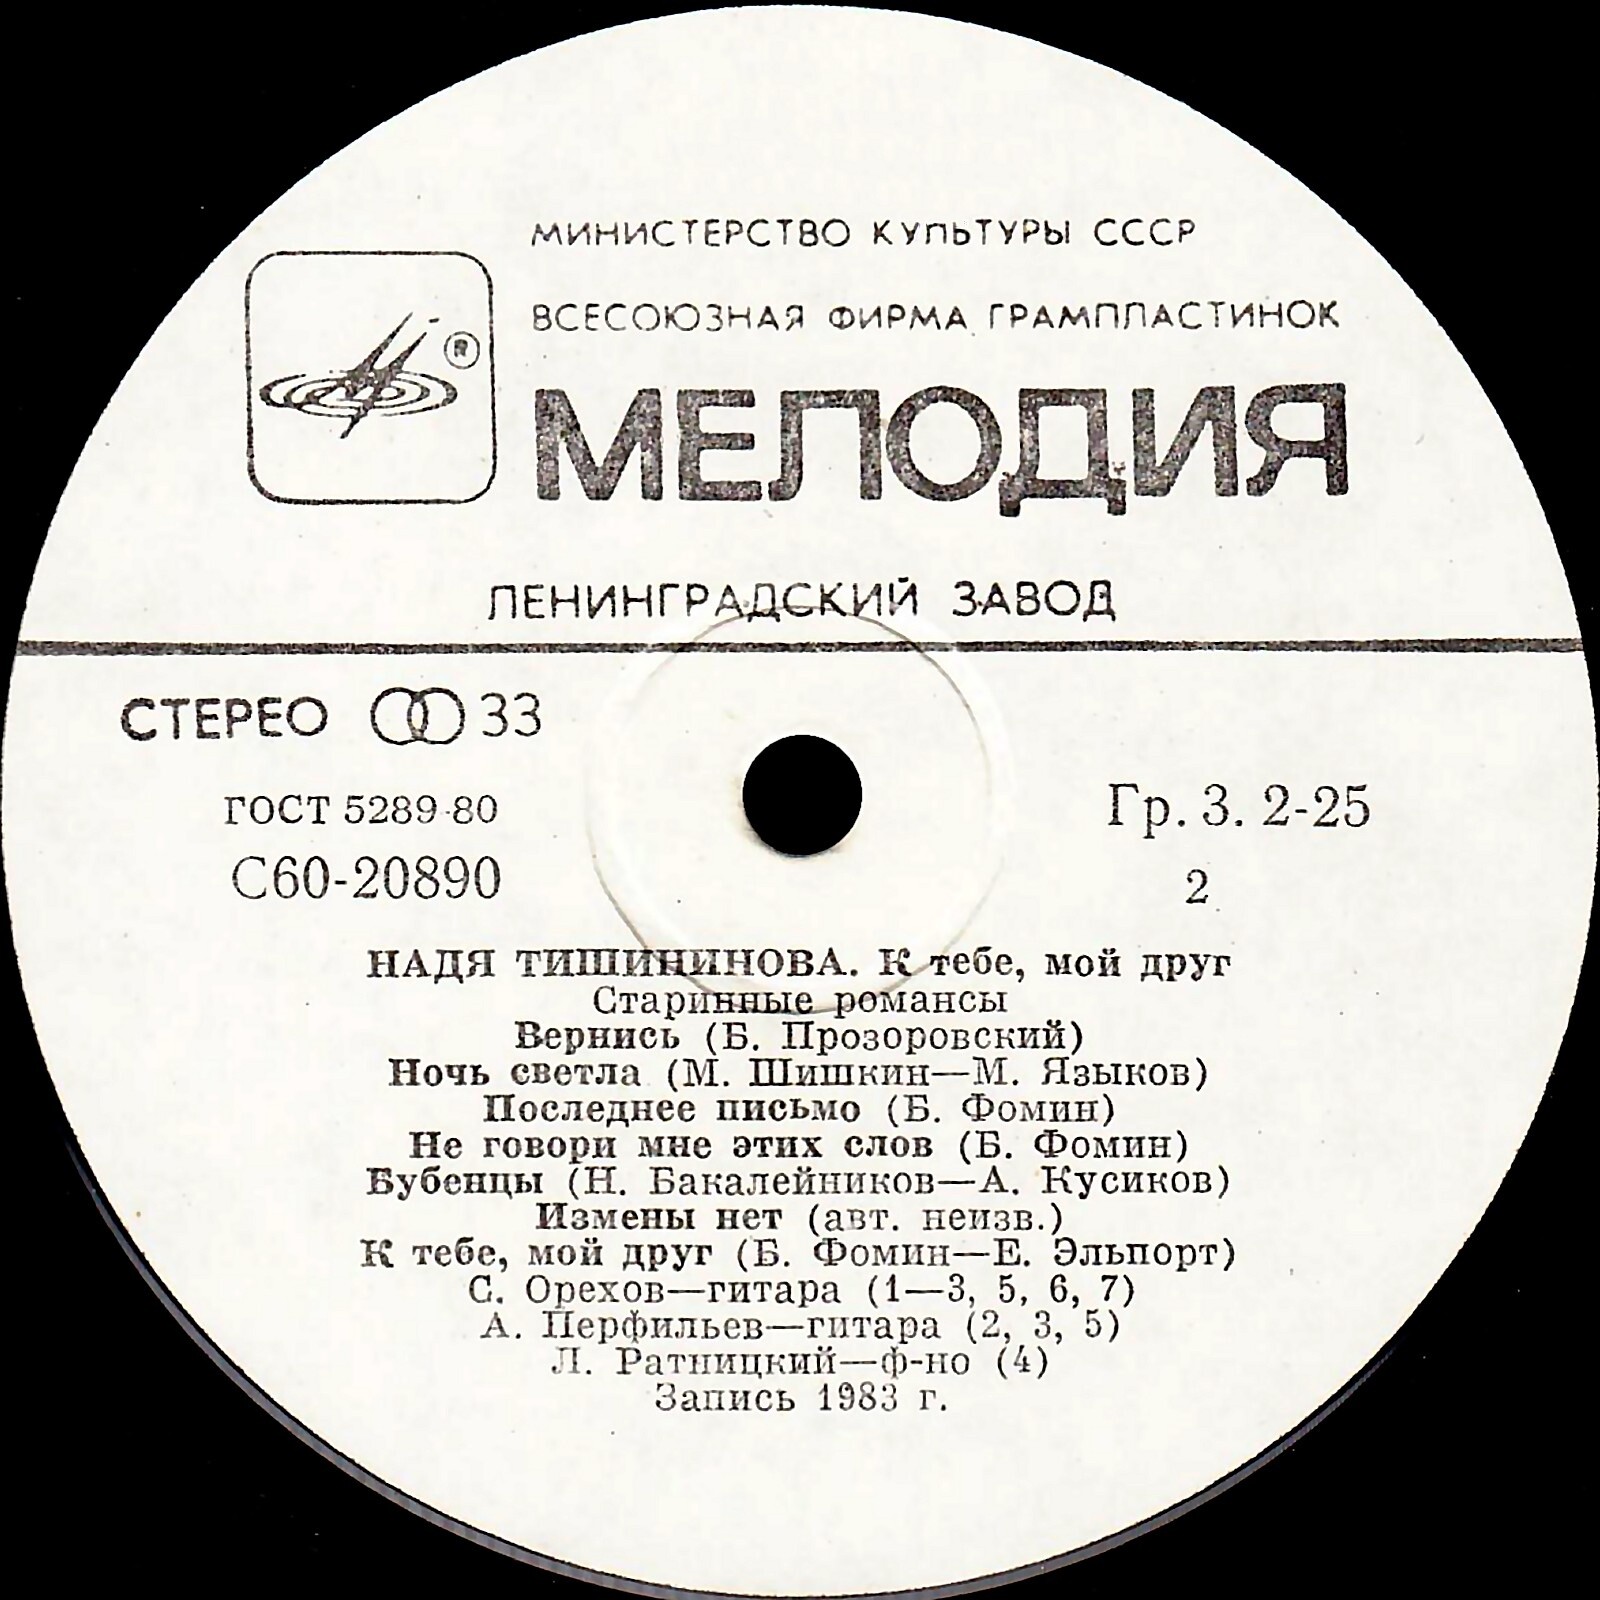 МИНИСТЕРСТВО КУЛЬТУРЫ СССР
ВСЕСОЮЗНАЯ ФИРМА ГРАМПЛАСТИНОК
®
МЕЛОДИЯ
ЛЕНИНГРАДСКИЙ ЗАВОД
СТЕРЕО 33
ГОСТ 5289-80
Гр. 3. 2-25
С60-20890
2
НАДЯ ТИШИНИНОВА. К тебе, мой друг
Старинные романсы
Вернись (Б. Прозоровский)
Ночь светла (М. Шишкин—М. Языков)
Последнее письмо (Б. Фомин)
Не говори мне этих слов (Б. Фомин)
Бубенцы (Н. Бакалейников—А. Кусиков)
Измены нет (авт. неизв.)
К тебе, мой друг (Б. Фомин—Е. Эльпорт)
С. Орехов—гитара (1—3, 5, 6, 7)
А. Перфильев—гитара (2, 3, 5)
Л. Ратницкий—ф-но (4)
Запись 1983 г.